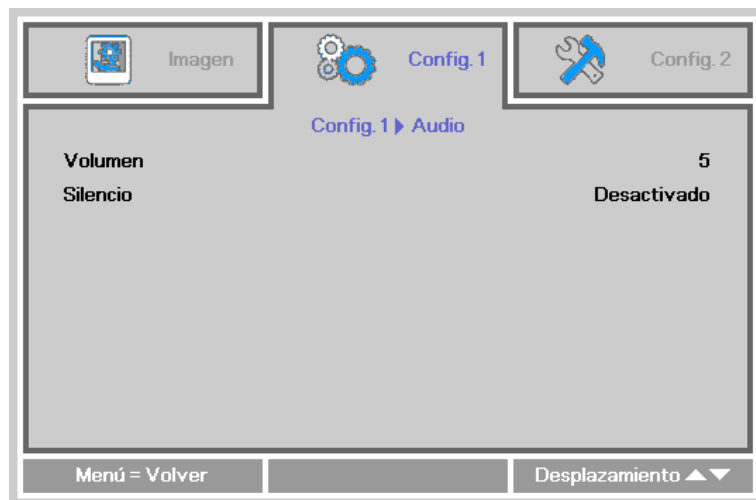 Imagen Config. 1 Config. 2
Config. 1 Audio
Volumen 5
Silencio Desactivado
Menú = Volver Desplazamiento